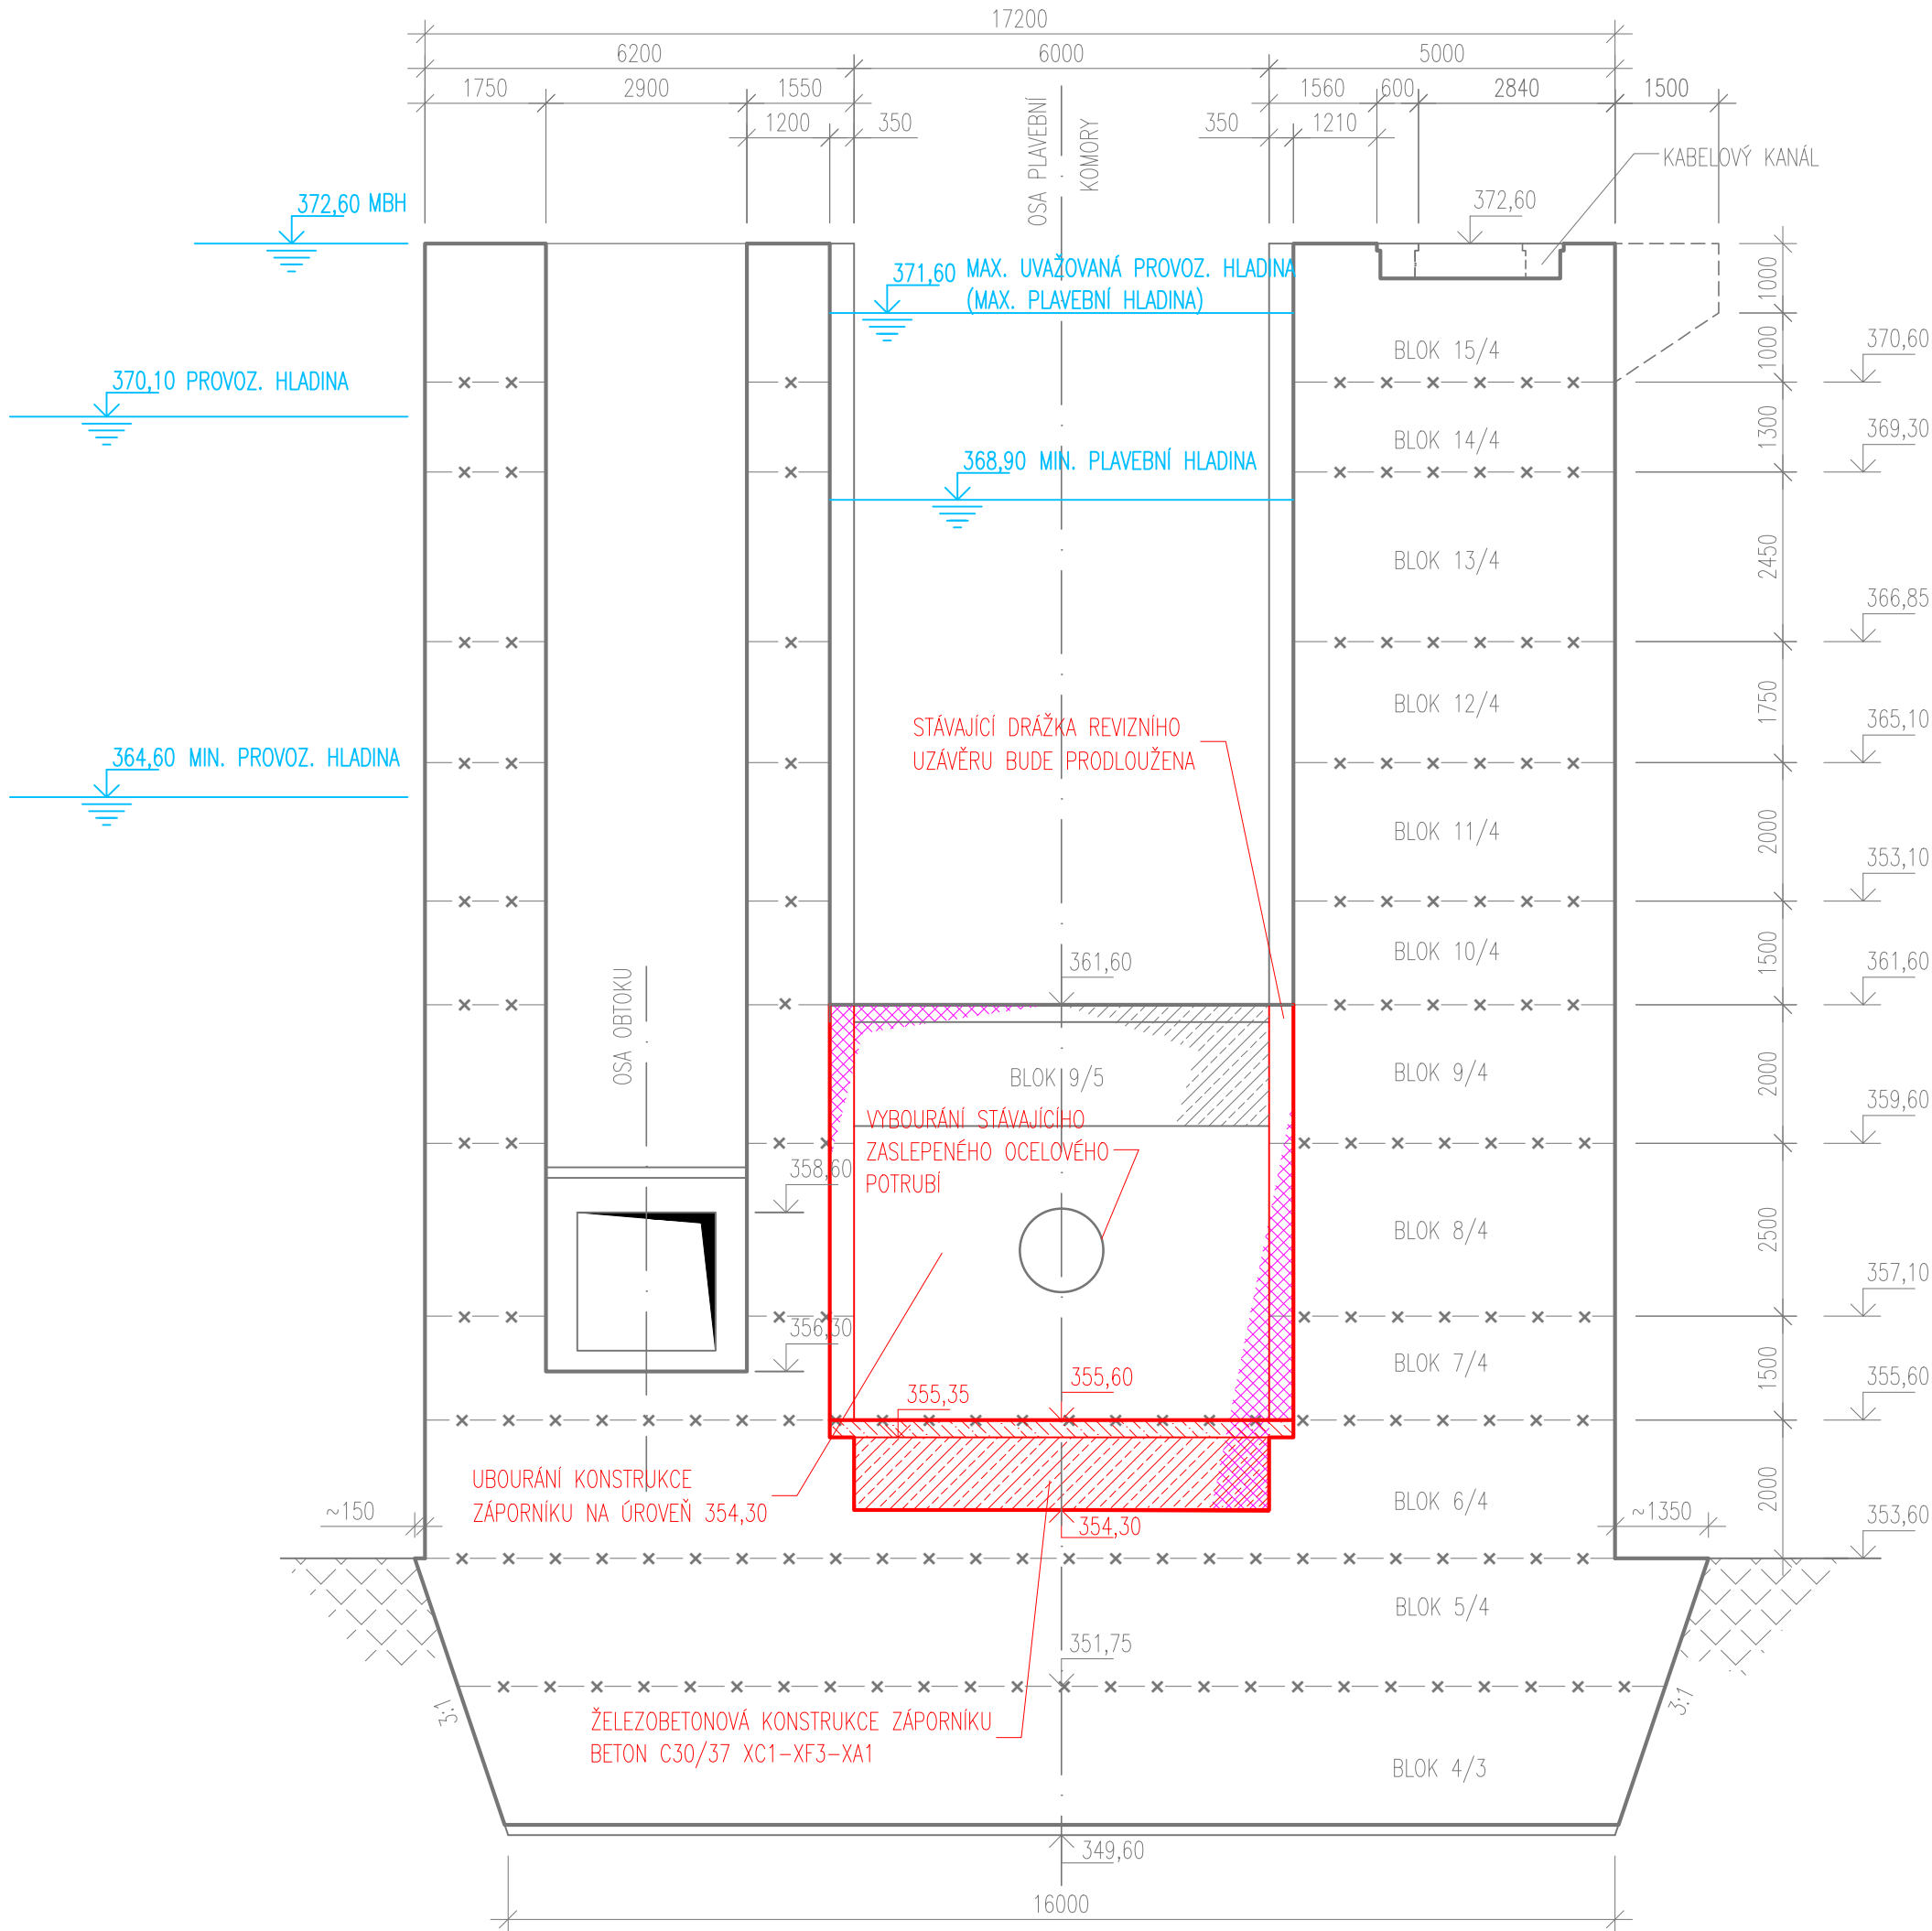 17200
6200
6000
5000
1750
2900
1550
1560
600
2840
1500
1200
350
350
1210
OSA PLAVEBNÍ
KOMORY
KABELOVÝ KANÁL
372,60 MBH
372,60
371,60
MAX. UVAŽOVANÁ PROVOZ. HLADINA
(MAX. PLAVEBNÍ HLADINA)
1000
BLOK 15/4
1000
370,60
370,10 PROVOZ. HLADINA
BLOK 14/4
1300
369,30
368,90 MIN. PLAVEBNÍ HLADINA
BLOK 13/4
2450
366,85
BLOK 12/4
1750
365,10
STÁVAJÍCÍ DRÁŽKA REVIZNÍHO
UZÁVĚRU BUDE PRODLOUŽENA
364,60 MIN. PROVOZ. HLADINA
BLOK 11/4
2000
353,10
BLOK 10/4
1500
361,60
361,60
OSA OBTOKU
BLOK 9/5
BLOK 9/4
2000
359,60
VYBOURÁNÍ STÁVAJÍCÍHO
ZASLEPENÉHO OCELOVÉHO
POTRUBÍ
358,60
BLOK 8/4
2500
357,10
356,30
BLOK 7/4
1500
355,60
355,35
355,60
UBOURÁNÍ KONSTRUKCE
ZÁPORNÍKU NA ÚROVEŇ 354,30
BLOK 6/4
2000
353,60
~150
354,30
~1350
BLOK 5/4
351,75
3:1
3:1
ŽELEZOBETONOVÁ KONSTRUKCE ZÁPORNÍKU
BETON C30/37 XC1-XF3-XA1
BLOK 4/3
349,60
16000